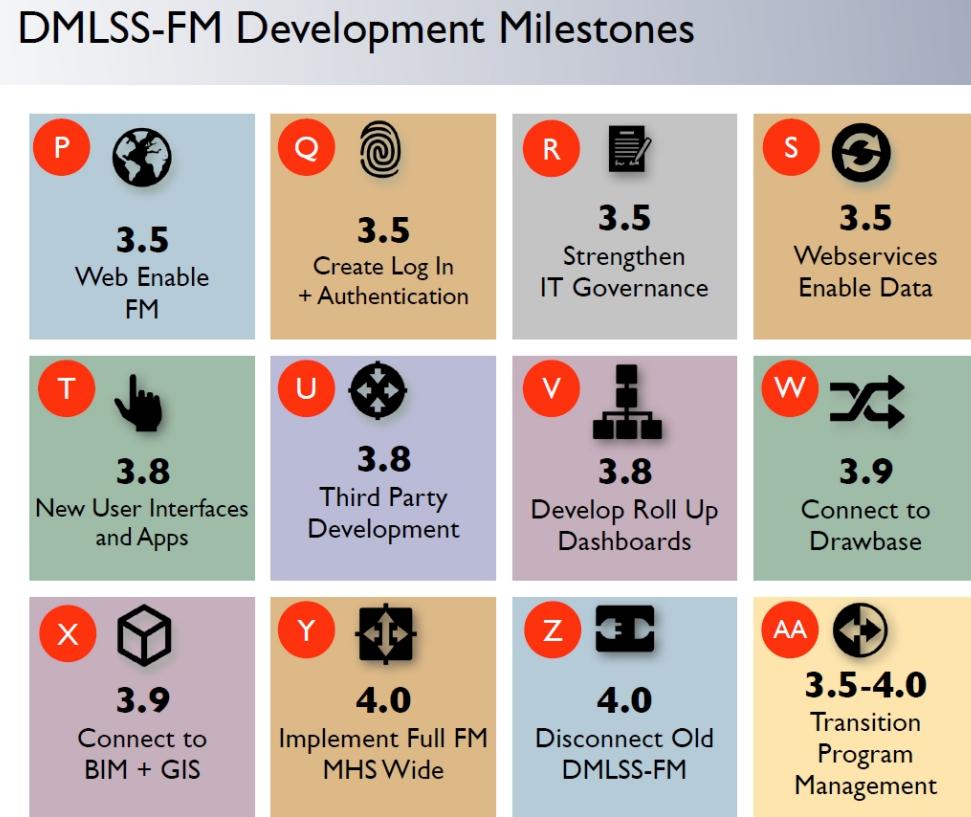 DMLSS-FM Development Milestones
P
3.5
Web Enable
FM
Q
3.5
Create Log In
+ Authentication
R
3.5
Strengthen
IT Governance
S
3.5
Webservices
Enable Data
T
3.8
New User Interfaces
and Apps
U
3.8
Third Party
Development
V
3.8
Develop Roll Up
Dashboards
W
3.9
Connect to
Drawbase
X
3.9
Connect to
BIM + GIS
Y
4.0
Implement Full FM
MHS Wide
Z
4.0
Disconnect Old
DMLSS-FM
AA
3.5-4.0
Transition
Program
Management